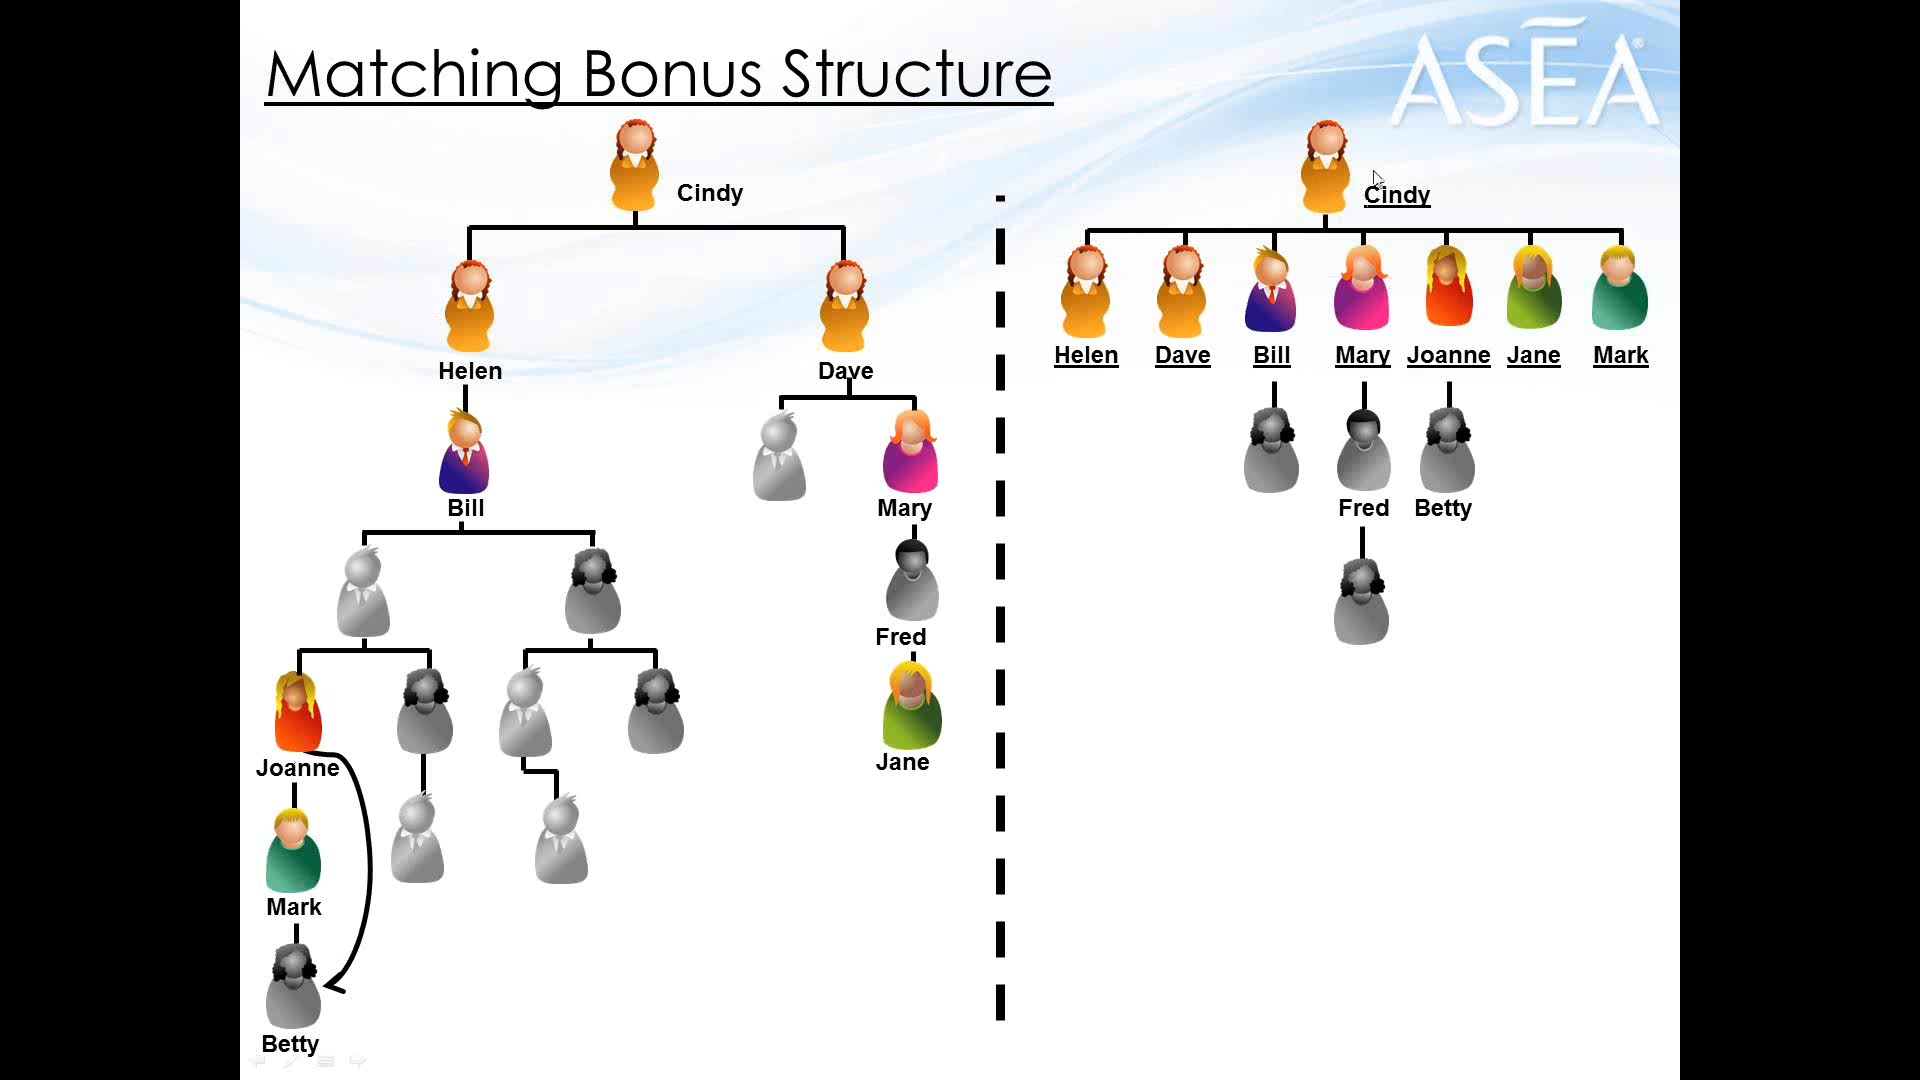 Matching Bonus Structure
ASEA®
Cindy
Helen
Dave
Bill
Mary
Fred
Joanne
Jane
Mark
Betty
Cindy
Helen Dave Bill Mary Joanne Jane Mark
Fred Betty